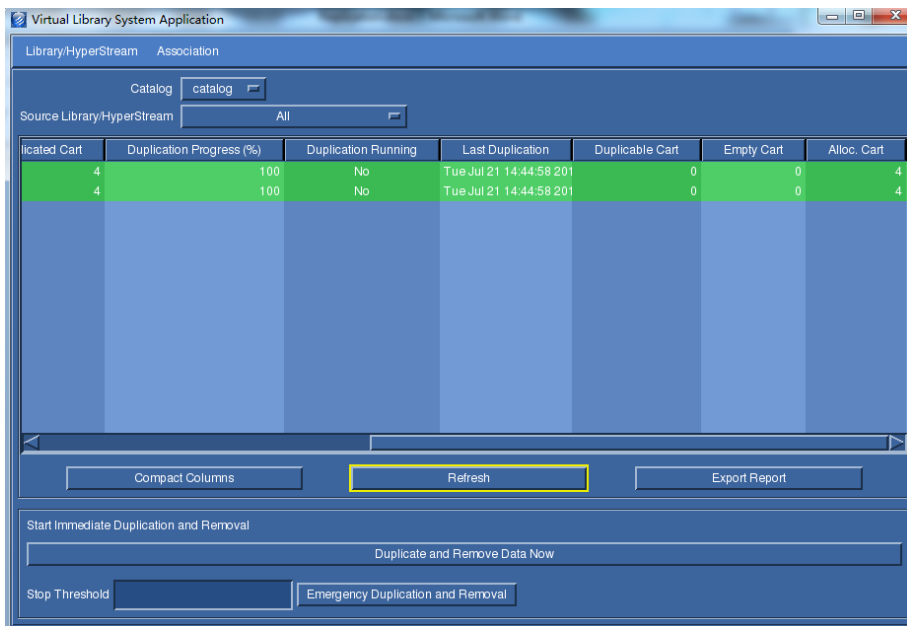 Virtual Library System Application
Library/HyperStream Association
Catalog catalog
Source Library/HyperStream All
licated Cart Duplication Progress (%) Duplication Running Last Duplication Duplicable Cart Empty Cart Alloc. Cart
4 100 No Tue Jul 21 14:44:58 201 0 0 4
4 100 No Tue Jul 21 14:44:58 201 0 0 4
Compact Columns Refresh Export Report
Start Immediate Duplication and Removal
Duplicate and Remove Data Now
Stop Threshold Emergency Duplication and Removal